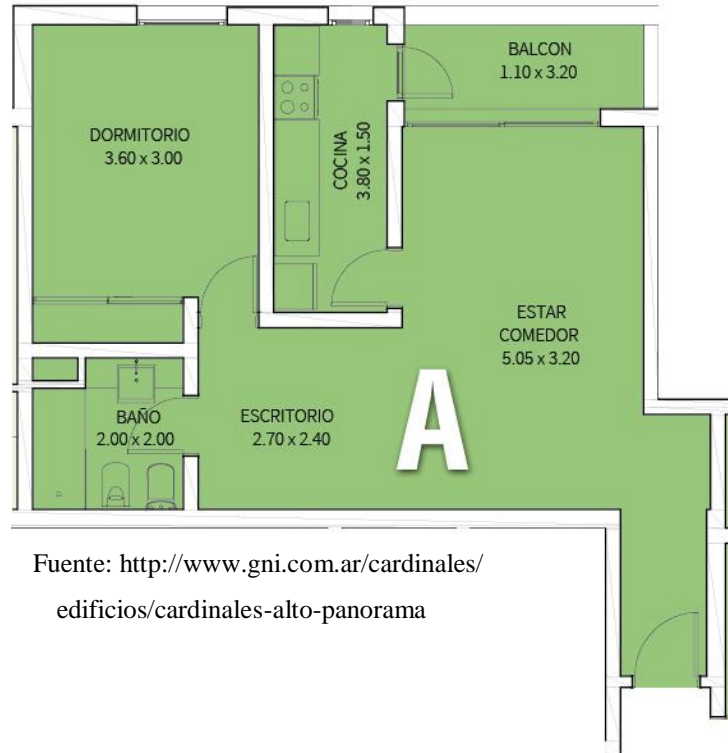 BALCON
1.10 x 3.20
DORMITORIO
3.60 x 3.00
COCINA
3.80 x 1.50
ESTAR
COMEDOR
5.05 x 3.20
BAÑO
2.00 x 2.00
ESCRITORIO
2.70 x 2.40
A
Fuente: http://www.gni.com.ar/cardinales/
edificios/cardinales-alto-panorama